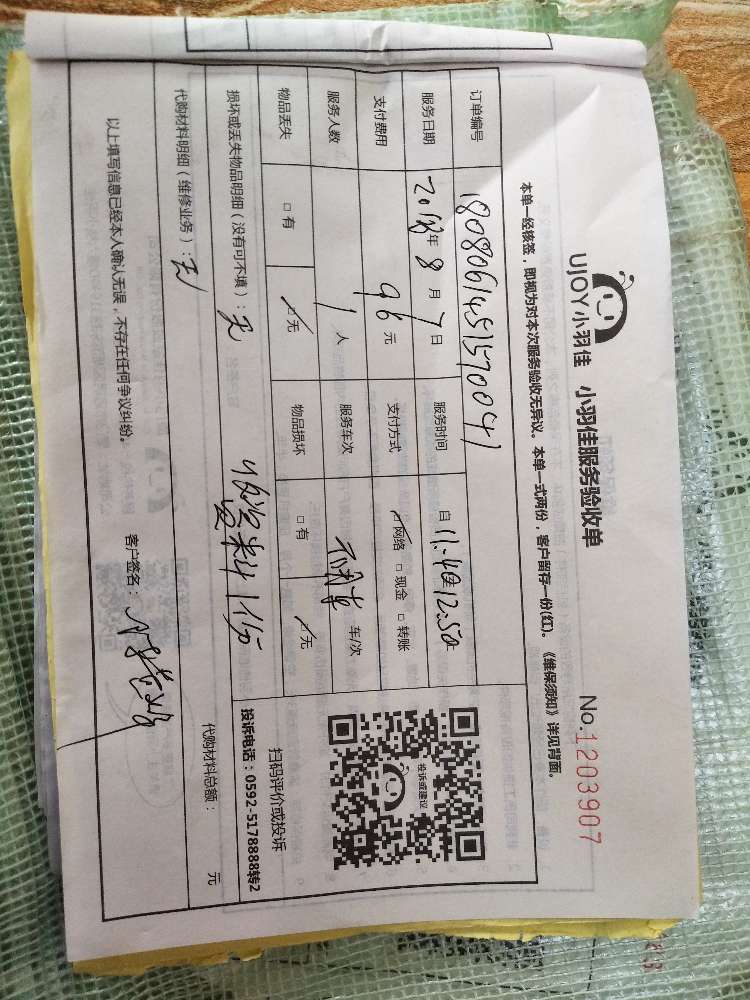 UJOY小羽佳 小羽佳服务验收单
No.1203907
本单一经核签，即视为对本次服务验收无异议。本单一式两份，客户留存一份(红)。《维保须知》详见背面。
订单编号 1808061451570041
服务日期 2018年 8 月 7 日 服务时间 自 11:40至12:50
支付费用 96 元 支付方式 ☑网络 □现金 □转账
服务人数 1 人 服务车次 车/次
物品丢失 □有 ☑无 物品损坏 □有 ☑无
投诉或建议
扫码评价或投诉
投诉电话：0592-5178888转2
损坏或丢失物品明细（没有可不填）：无
代购材料明细（维修业务）：无
代购材料总额： 元
以上填写信息已经本人确认无误，不存在任何争议纠纷。
客户签名：